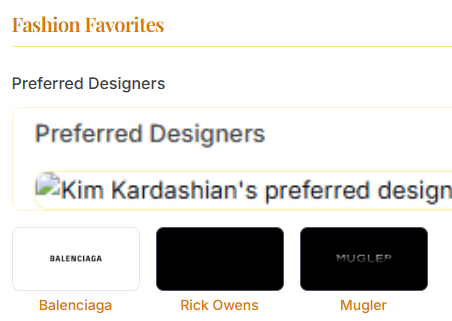 Fashion Favorites
Preferred Designers
Preferred Designers
Kim Kardashian's preferred design
BALENCIAGA
MUGLER
Balenciaga
Rick Owens
Mugler